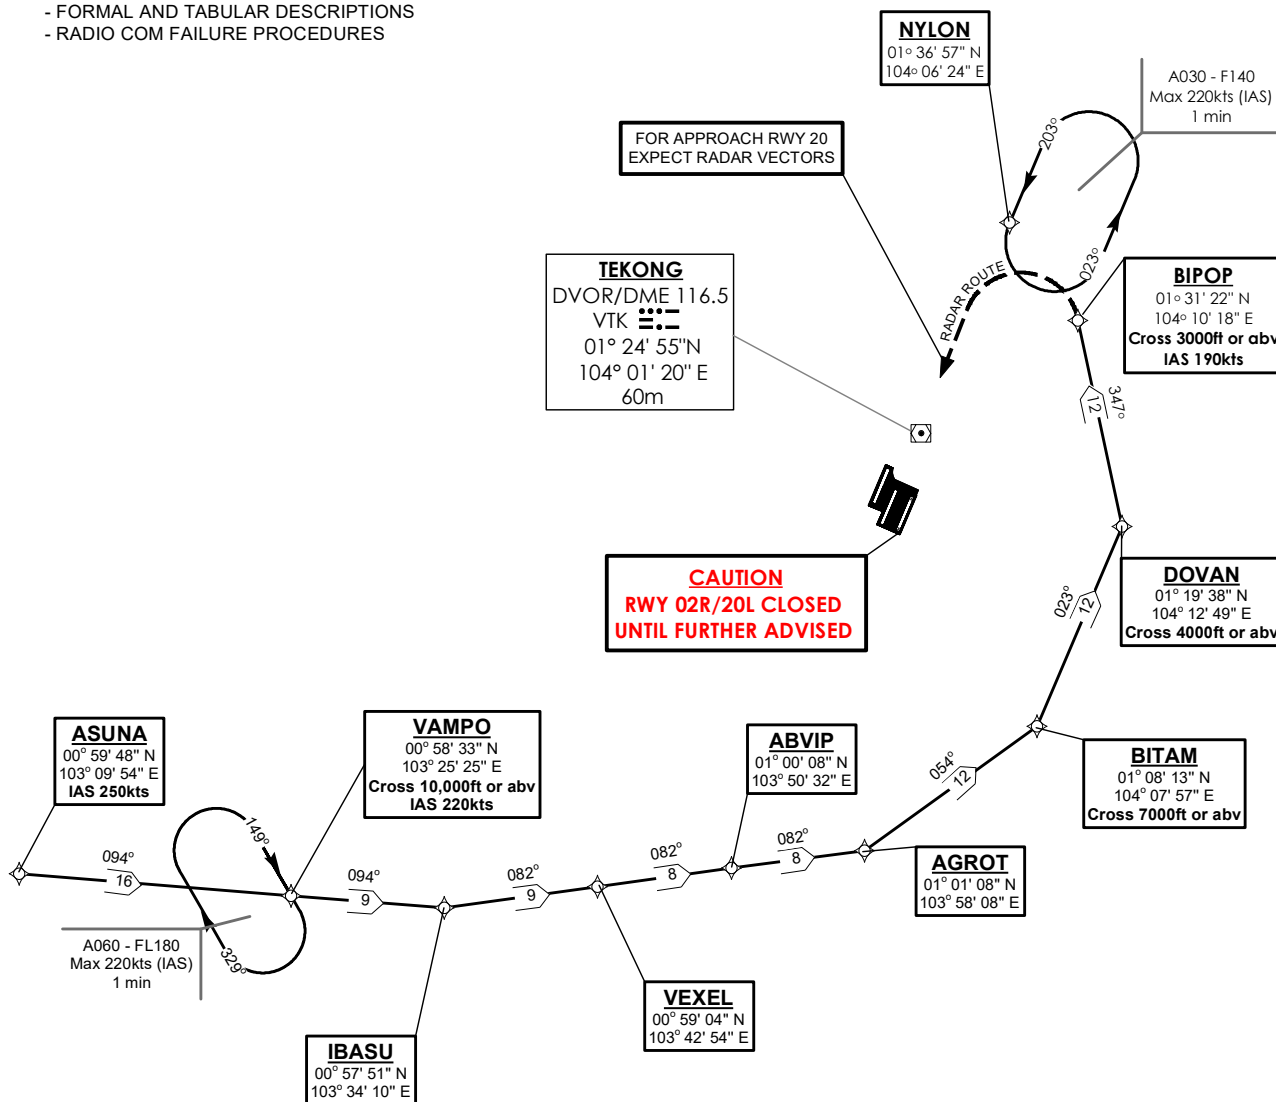 - FORMAL AND TABULAR DESCRIPTIONS
- RADIO COM FAILURE PROCEDURES
NYLON
01° 36' 57" N
104° 06' 24" E
A030 - F140
Max 220kts (IAS)
1 min
FOR APPROACH RWY 20
EXPECT RADAR VECTORS
203°
023°
RADAR ROUTE
TEKONG
DVOR/DME 116.5
VTK
01° 24' 55"N
104° 01' 20" E
60m
BIPOP
01° 31' 22" N
104° 10' 18" E
Cross 3000ft or abv
IAS 190kts
347°
12
CAUTION
RWY 02R/20L CLOSED
UNTIL FURTHER ADVISED
DOVAN
01° 19' 38" N
104° 12' 49" E
Cross 4000ft or abv
023°
12
ASUNA
00° 59' 48" N
103° 09' 54" E
IAS 250kts
VAMPO
00° 58' 33" N
103° 25' 25" E
Cross 10,000ft or abv
IAS 220kts
ABVIP
01° 00' 08" N
103° 50' 32" E
054°
12
BITAM
01° 08' 13" N
104° 07' 57" E
Cross 7000ft or abv
149°
329°
094°
16
094°
9
082°
9
082°
8
082°
8
AGROT
01° 01' 08" N
103° 58' 08" E
A060 - FL180
Max 220kts (IAS)
1 min
VEXEL
00° 59' 04" N
103° 42' 54" E
IBASU
00° 57' 51" N
103° 34' 10" E